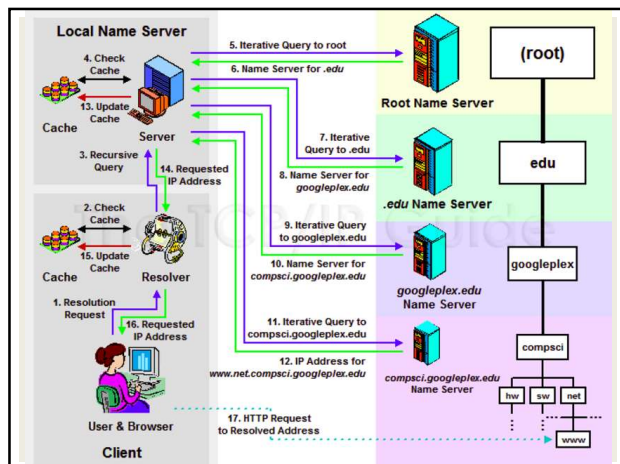 Local Name Server
4. Check
Cache
Cache
13. Update
Cache
Server
3. Recursive
Query
14. Requested
IP Address
2. Check
Cache
Cache
15. Update
Cache
Resolver
1. Resolution
Request
16. Requested
IP Address
User & Browser
Client
The TCP/IP Guide
5. Iterative Query to root
6. Name Server for .edu
7. Iterative
Query to .edu
8. Name Server for
googleplex.edu
9. Iterative Query
to googleplex.edu
10. Name Server for
compsci.googleplex.edu
11. Iterative Query to
compsci.googleplex.edu
12. IP Address for
www.net.compsci.googleplex.edu
17. HTTP Request
to Resolved Address
Root Name Server
.edu Name Server
googleplex.edu
Name Server
compsci.googleplex.edu
Name Server
(root)
edu
googleplex
compsci
hw
sw
net
www